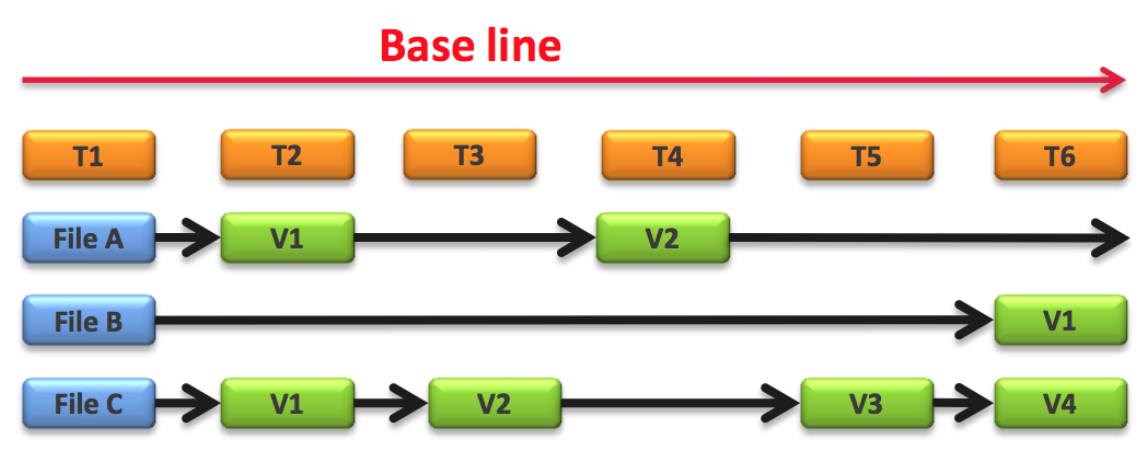 Base line
T1 T2 T3 T4 T5 T6
File A V1 V2
File B V1
File C V1 V2 V3 V4